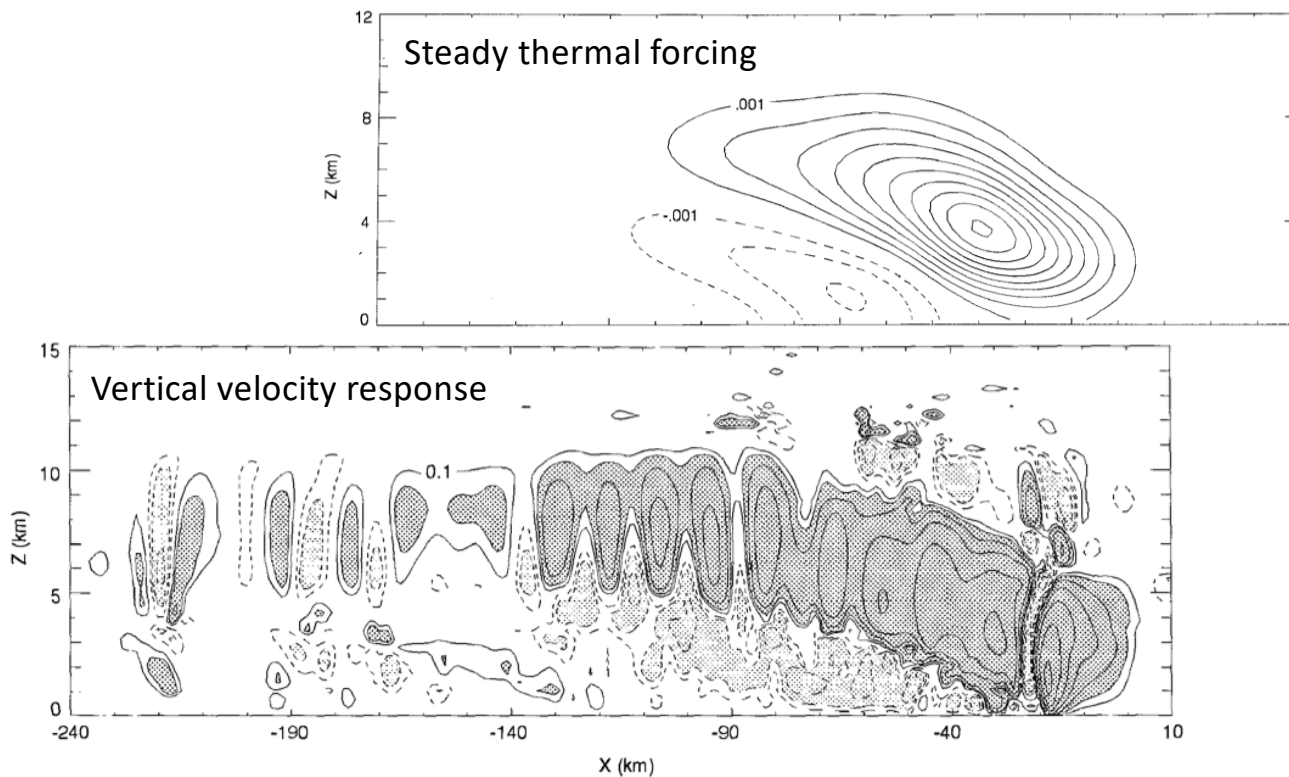 12
Steady thermal forcing
.001
8
Z (km)
-.001
4
0
15
Vertical velocity response
0.1
10
Z (km)
5
0
-240 -190 -140 -90 -40 10
X (km)